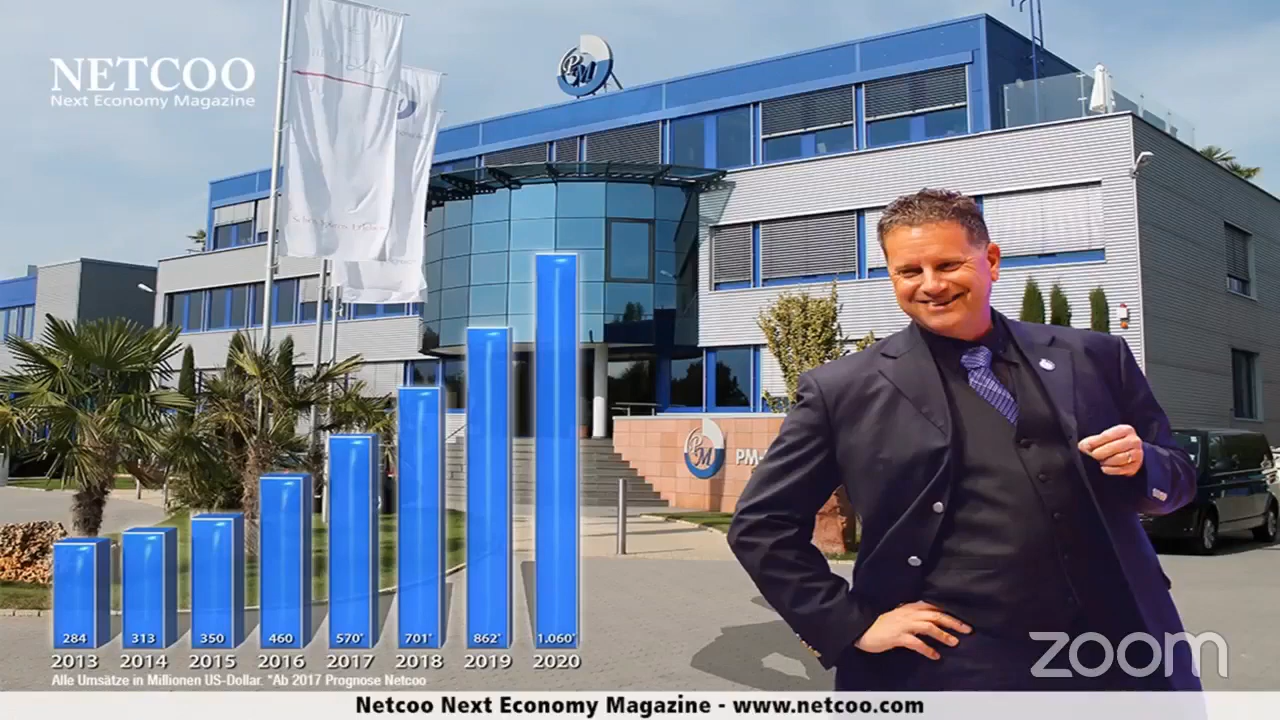 NETCOO
Next Economy Magazine
PM
PM
PM-
284
313
350
460
570*
701*
862*
1.060*
2013
2014
2015
2016
2017
2018
2019
2020
Alle Umsätze in Millionen US-Dollar. *Ab 2017 Prognose Netcoo
zoom
Netcoo Next Economy Magazine - www.netcoo.com